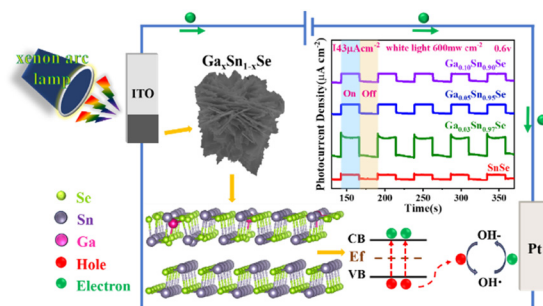 xenon arc
lamp
ITO
GaxSn1-xSe
143μAcm-2 white light 600mw cm-2 0.6v
Ga0.10Sn0.90Se
Ga0.05Sn0.95Se
On Off
Ga0.03Sn0.97Se
SnSe
Photocurrent Density(μA cm-2)
150 200 250 300 350
Time(s)
Se
Sn
Ga
Hole
Electron
CB
Ef
VB
OH-
OH·
Pt